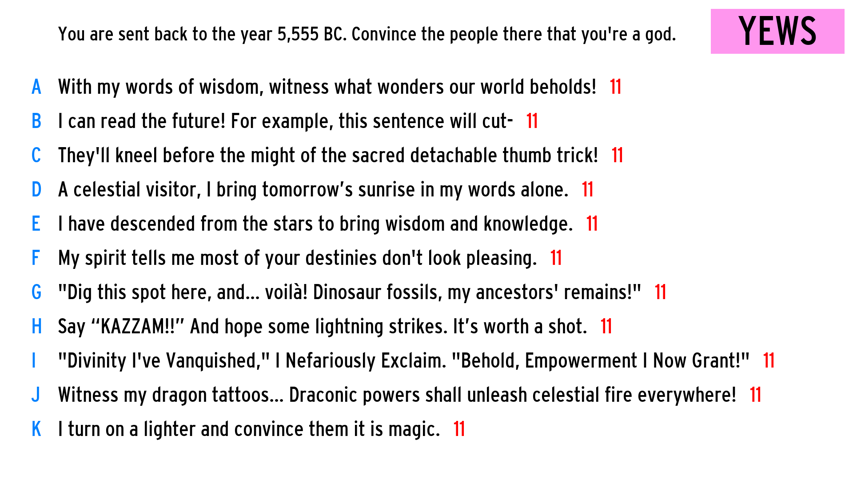 You are sent back to the year 5,555 BC. Convince the people there that you're a god.
YEWS
A With my words of wisdom, witness what wonders our world beholds! 11
B I can read the future! For example, this sentence will cut- 11
C They'll kneel before the might of the sacred detachable thumb trick! 11
D A celestial visitor, I bring tomorrow’s sunrise in my words alone. 11
E I have descended from the stars to bring wisdom and knowledge. 11
F My spirit tells me most of your destinies don't look pleasing. 11
G "Dig this spot here, and... voilà! Dinosaur fossils, my ancestors' remains!" 11
H Say “KAZZAM!!” And hope some lightning strikes. It’s worth a shot. 11
I "Divinity I've Vanquished," I Nefariously Exclaim. "Behold, Empowerment I Now Grant!" 11
J Witness my dragon tattoos... Draconic powers shall unleash celestial fire everywhere! 11
K I turn on a lighter and convince them it is magic. 11